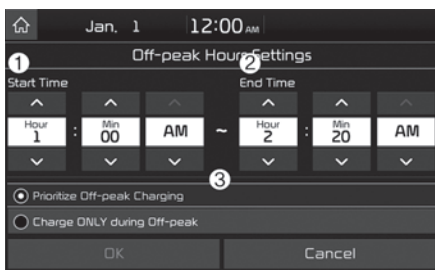 Jan. 1 12:00 AM
Off-peak Hours Settings
1 2
Start Time End Time
Hour Min Hour Min
1 : 00 AM ~ 2 : 20 AM
3
Prioritize Off-peak Charging
Charge ONLY during Off-peak
OK Cancel